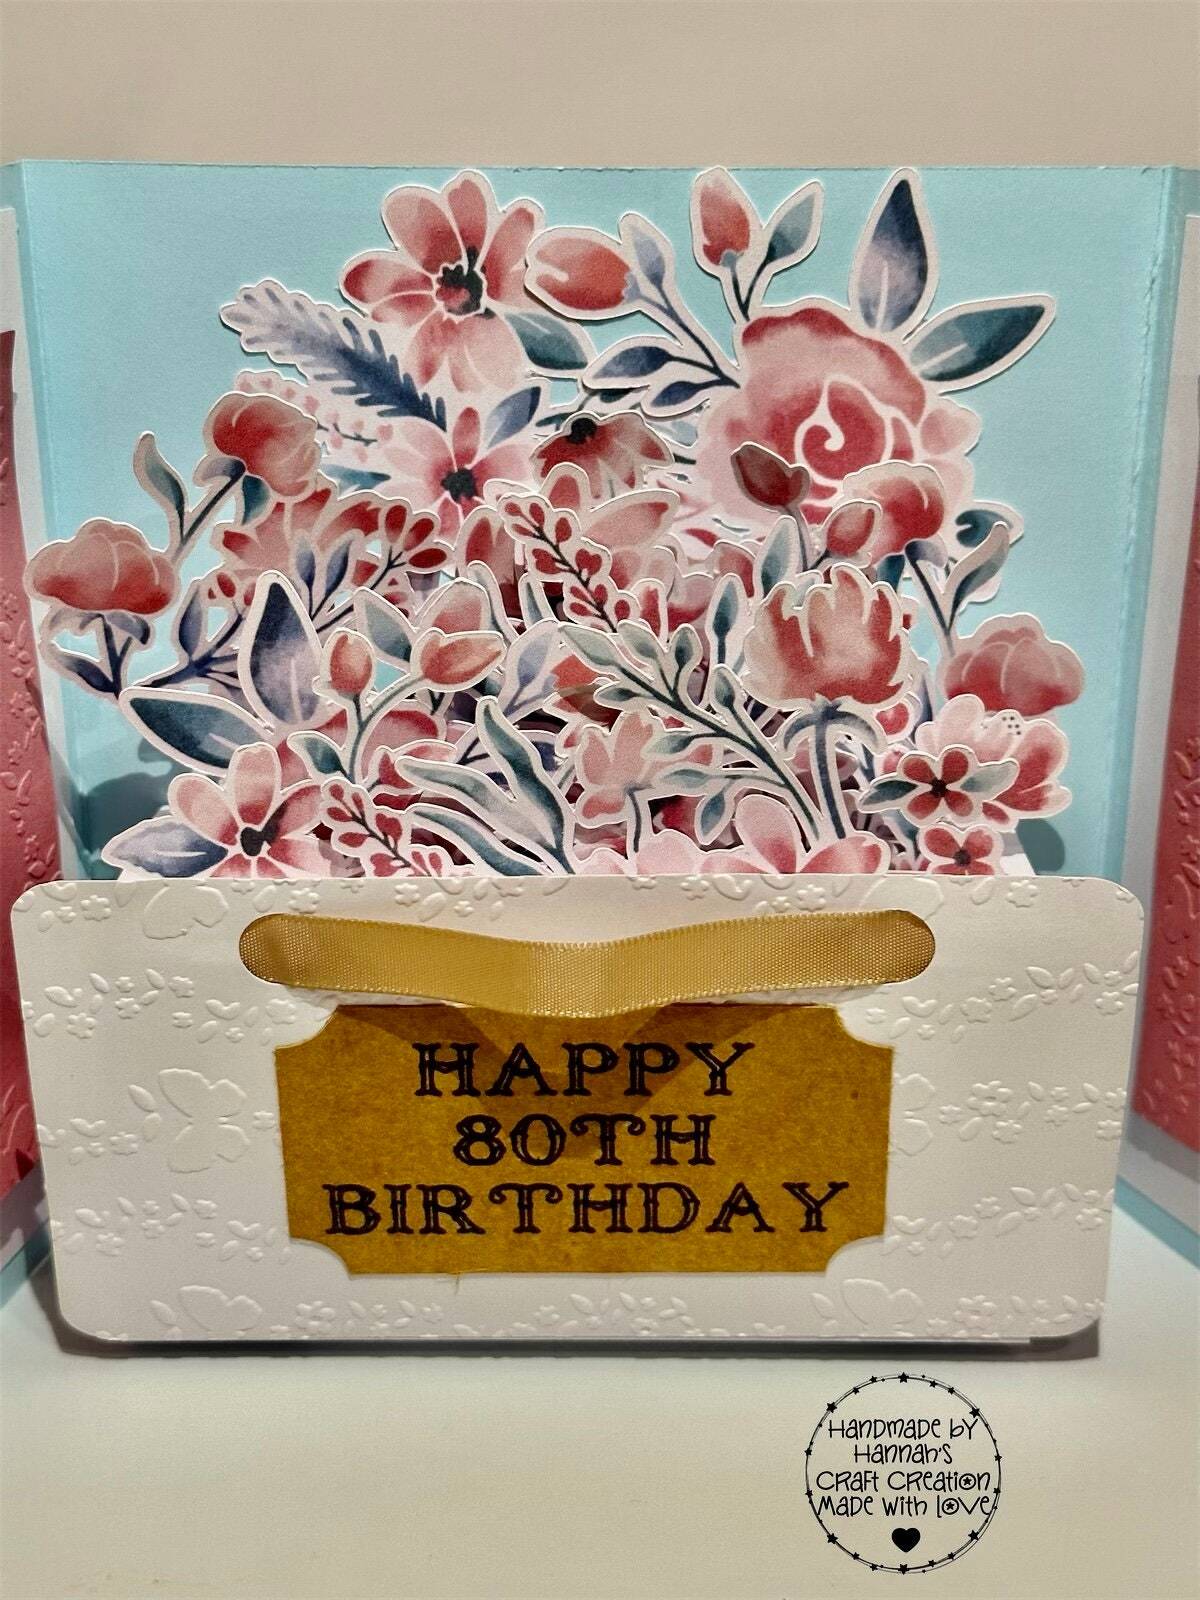 HAPPY
80TH
BIRTHDAY
Handmade by
Hannah's
Craft Creation
Made with love